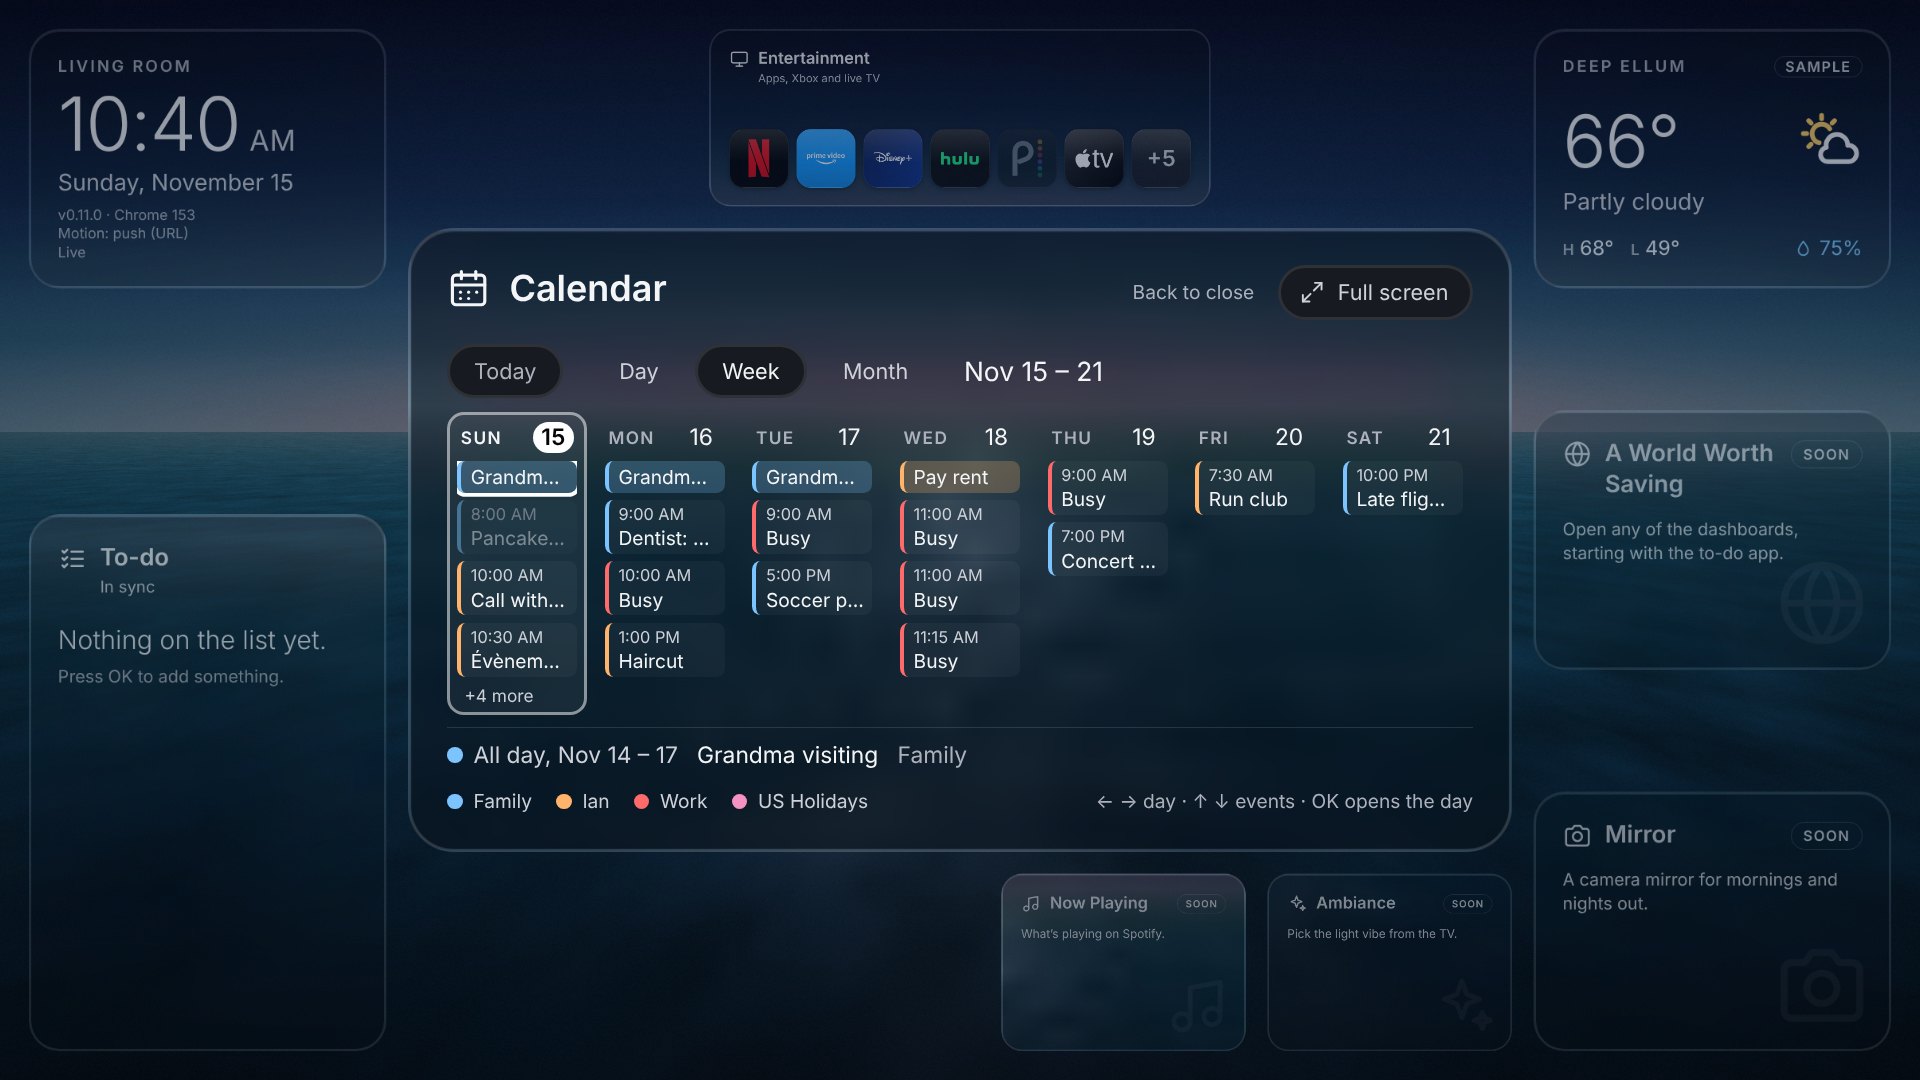 LIVING ROOM
10:40 AM
Sunday, November 15
v0.11.0 · Chrome 153
Motion: push (URL)
Live
Entertainment
Apps, Xbox and live TV
N
prime video
Disney+
hulu
P
tv
+5
DEEP ELLUM
SAMPLE
66°
Partly cloudy
H 68° L 49°
75%
Calendar
Back to close
Full screen
Today
Day
Week
Month
Nov 15 – 21
SUN 15
Grandm...
8:00 AM
Pancake...
10:00 AM
Call with...
10:30 AM
Évènem...
+4 more
MON 16
Grandm...
9:00 AM
Dentist: ...
10:00 AM
Busy
1:00 PM
Haircut
TUE 17
Grandm...
9:00 AM
Busy
5:00 PM
Soccer p...
WED 18
Pay rent
11:00 AM
Busy
11:00 AM
Busy
11:15 AM
Busy
THU 19
9:00 AM
Busy
7:00 PM
Concert ...
FRI 20
7:30 AM
Run club
SAT 21
10:00 PM
Late flig...
All day, Nov 14 – 17 Grandma visiting Family
Family Ian Work US Holidays
← → day · ↑ ↓ events · OK opens the day
To-do
In sync
Nothing on the list yet.
Press OK to add something.
A World Worth
Saving
SOON
Open any of the dashboards,
starting with the to-do app.
Mirror
SOON
A camera mirror for mornings and
nights out.
Now Playing
SOON
What's playing on Spotify.
Ambiance
SOON
Pick the light vibe from the TV.